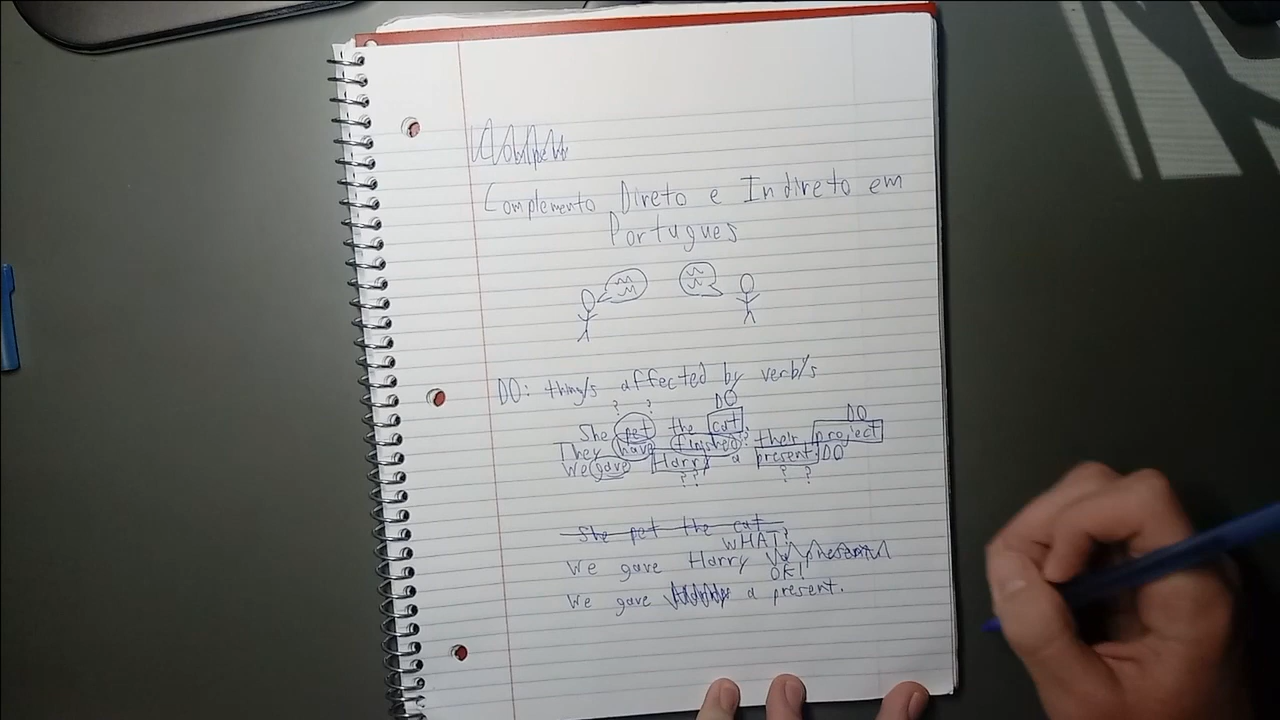 Complemento Direto e Indireto em
Portugues
DO: thing/s affected by verb/s
? ? DO
She pet the cat. DO
They have finished their project
We gave Harry a present. DO
? ? ? ? ?
She pet the cat
WHAT?
We gave Harry
OK!
We gave a present.